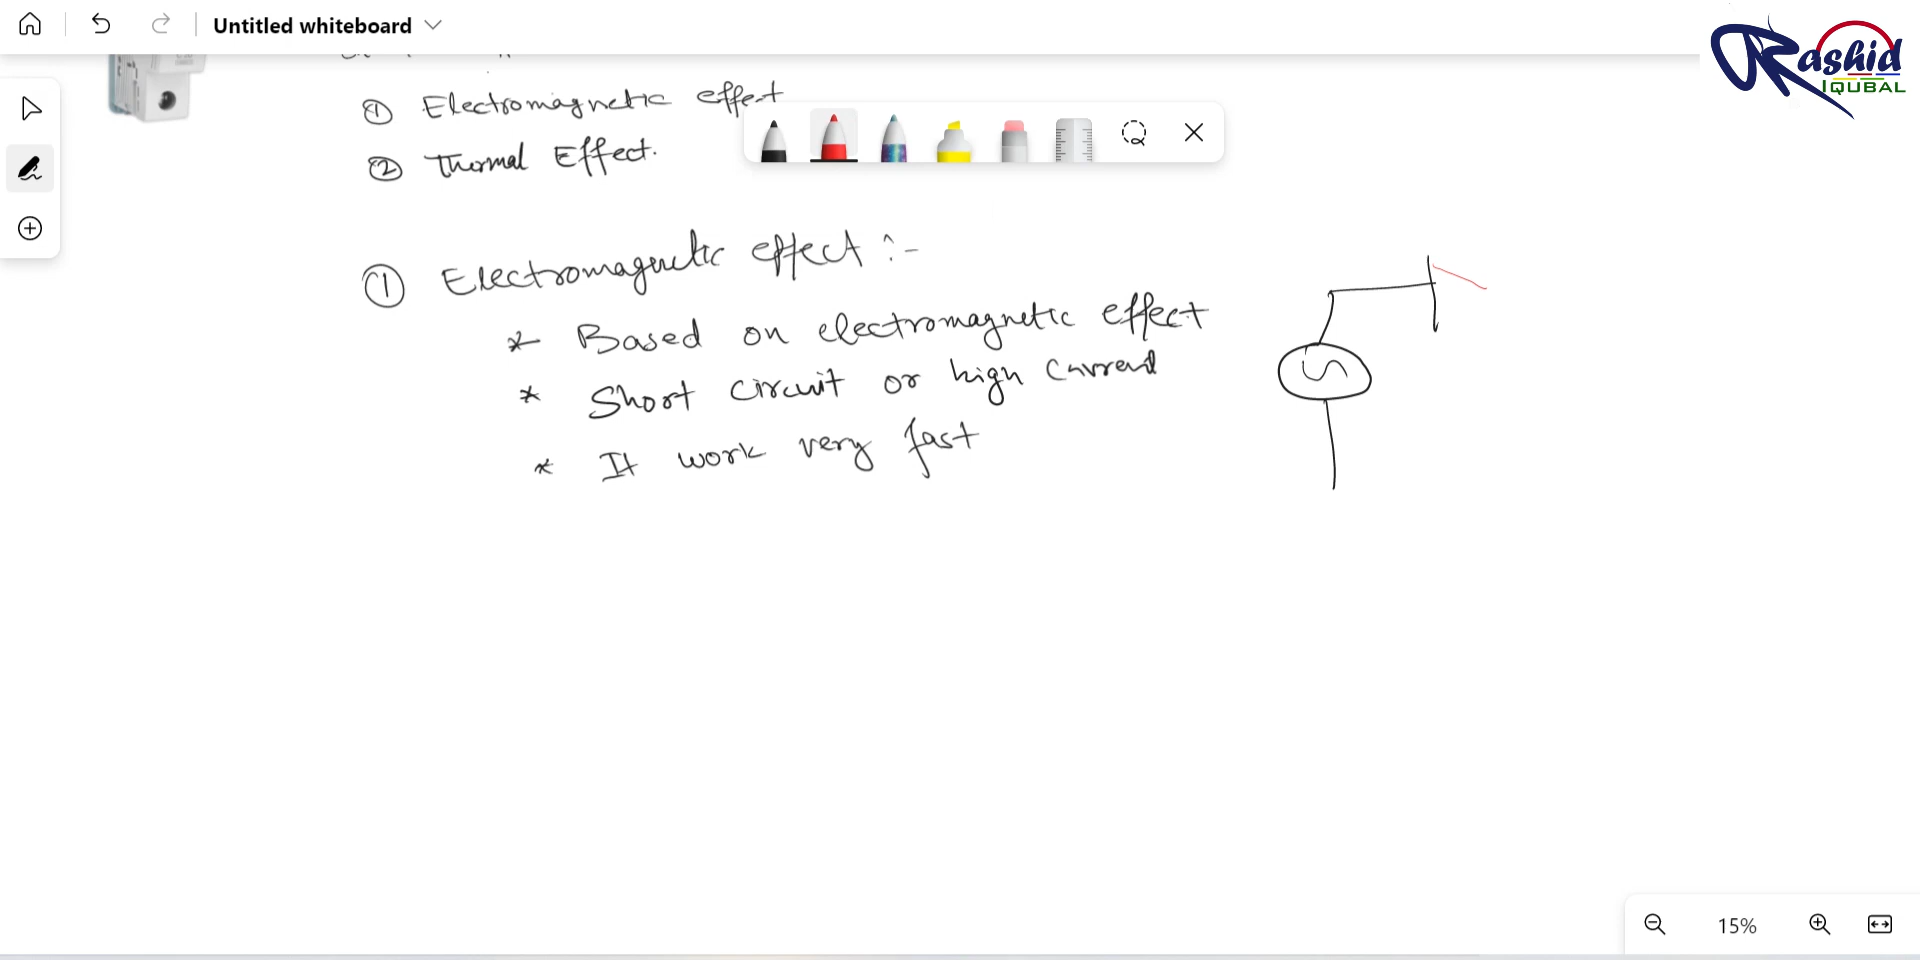 Untitled whiteboard
Rashid
IQUBAL
① Electromagnetic effect
② Thermal Effect.
① Electromagnetic effect :-
* Based on electromagnetic effect
* Short circuit or high current
* It work very fast
15%